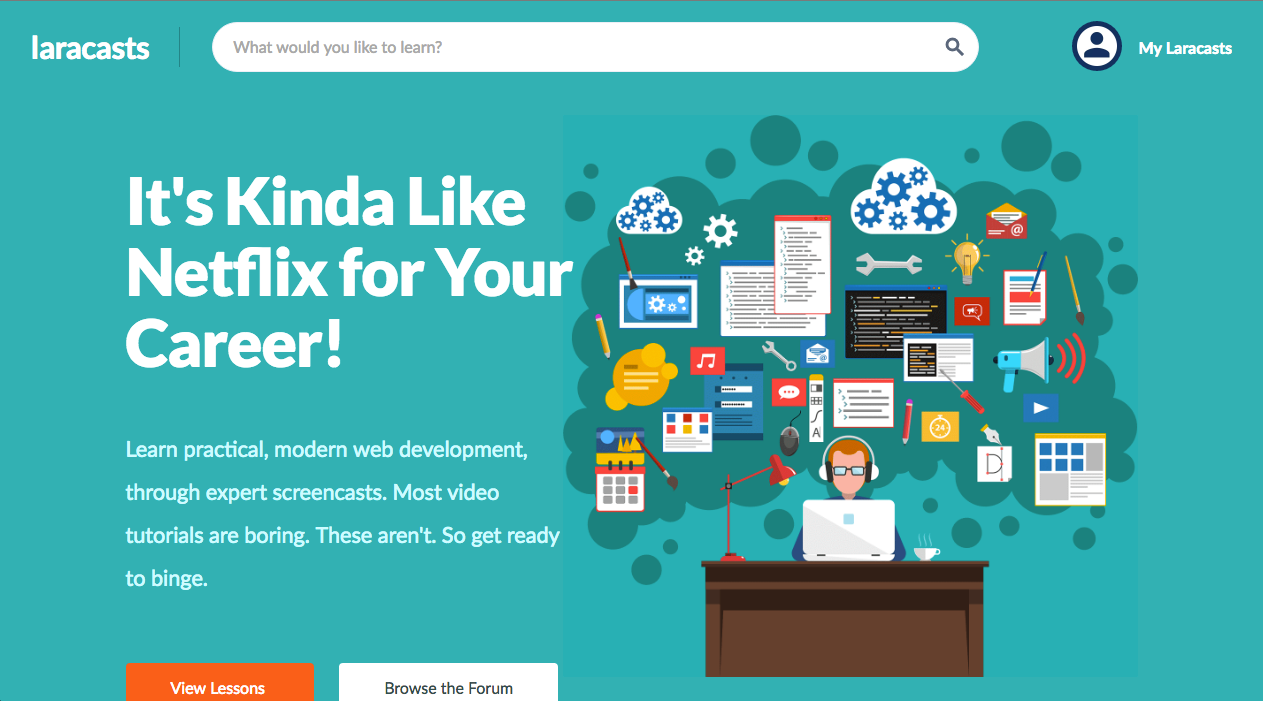 laracasts
What would you like to learn?
My Laracasts
It's Kinda Like
Netflix for Your
Career!
Learn practical, modern web development,
through expert screencasts. Most video
tutorials are boring. These aren't. So get ready
to binge.
@
24
A
D
View Lessons
Browse the Forum